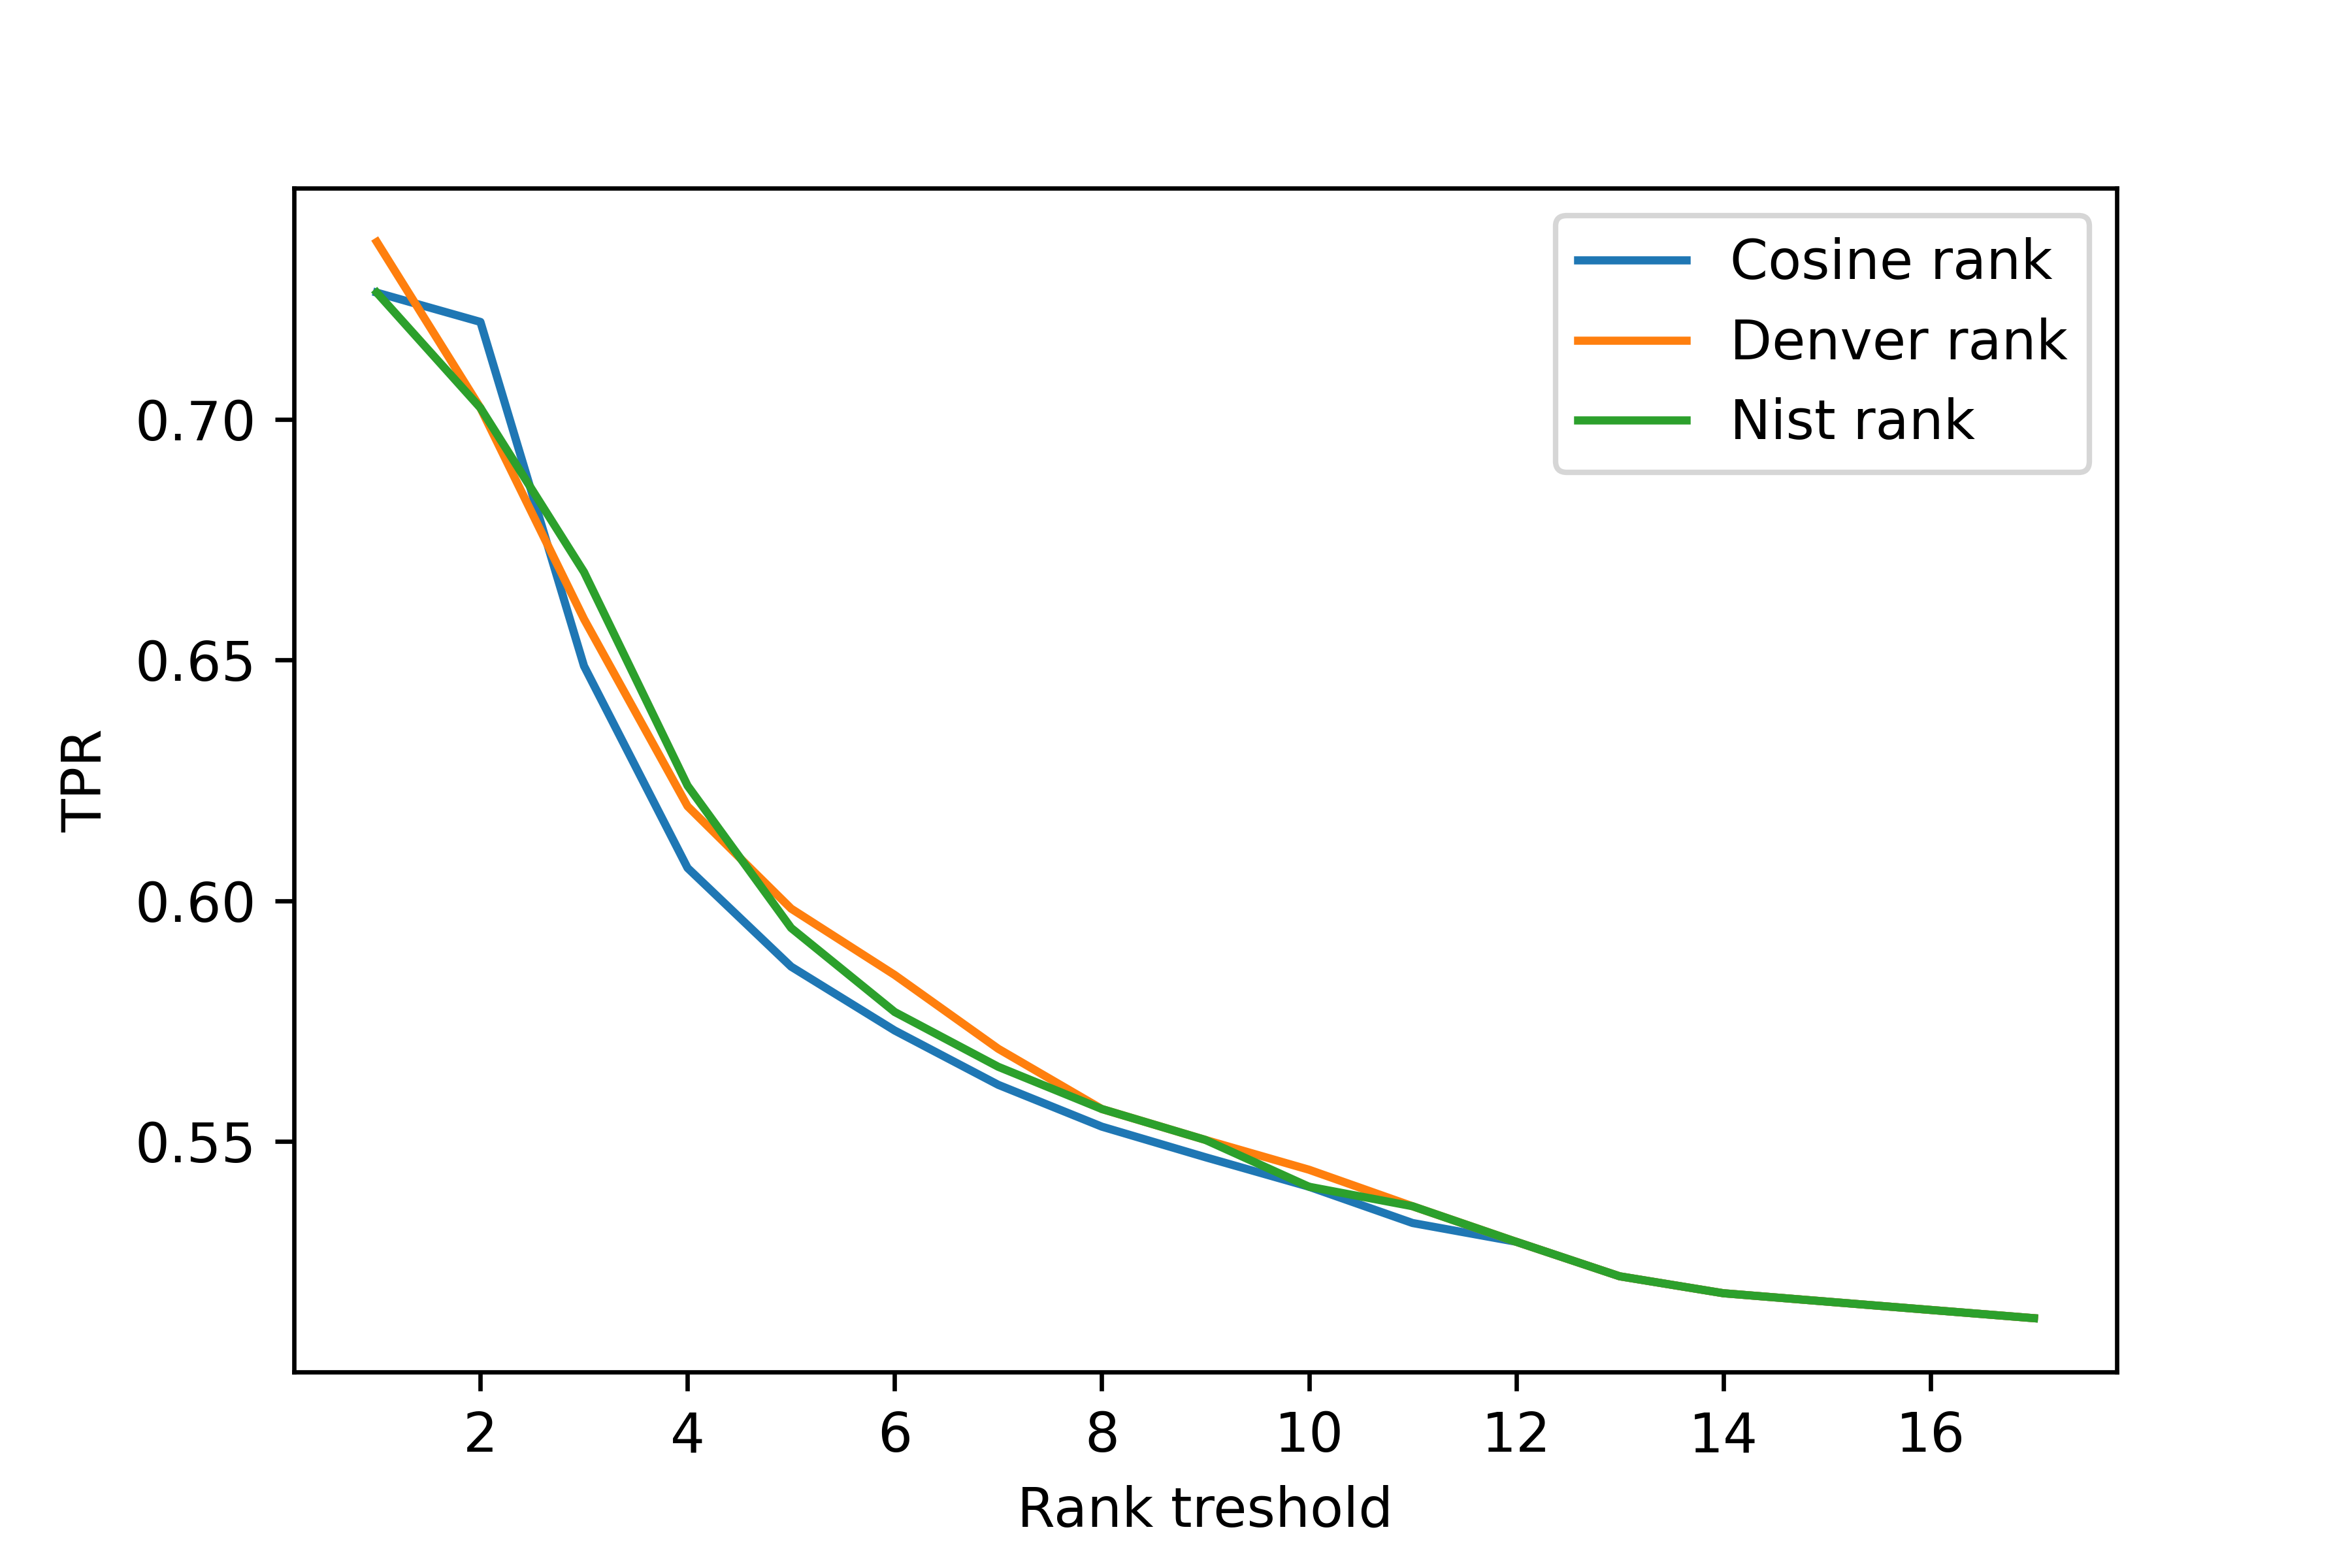 Cosine rank
Denver rank
Nist rank
0.70
0.65
0.60
0.55
TPR
2 4 6 8 10 12 14 16
Rank treshold